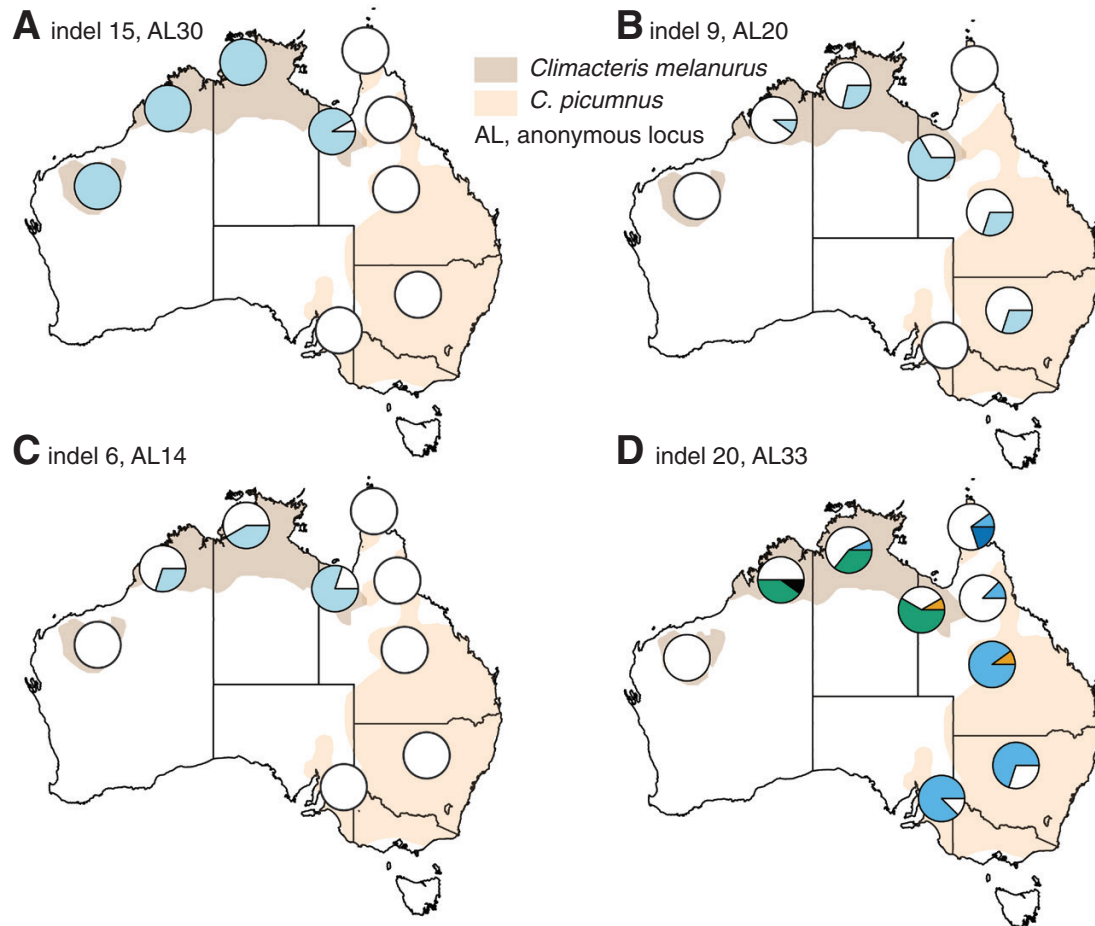 A indel 15, AL30
B indel 9, AL20
Climacteris melanurus
C. picumnus
AL, anonymous locus
C indel 6, AL14
D indel 20, AL33